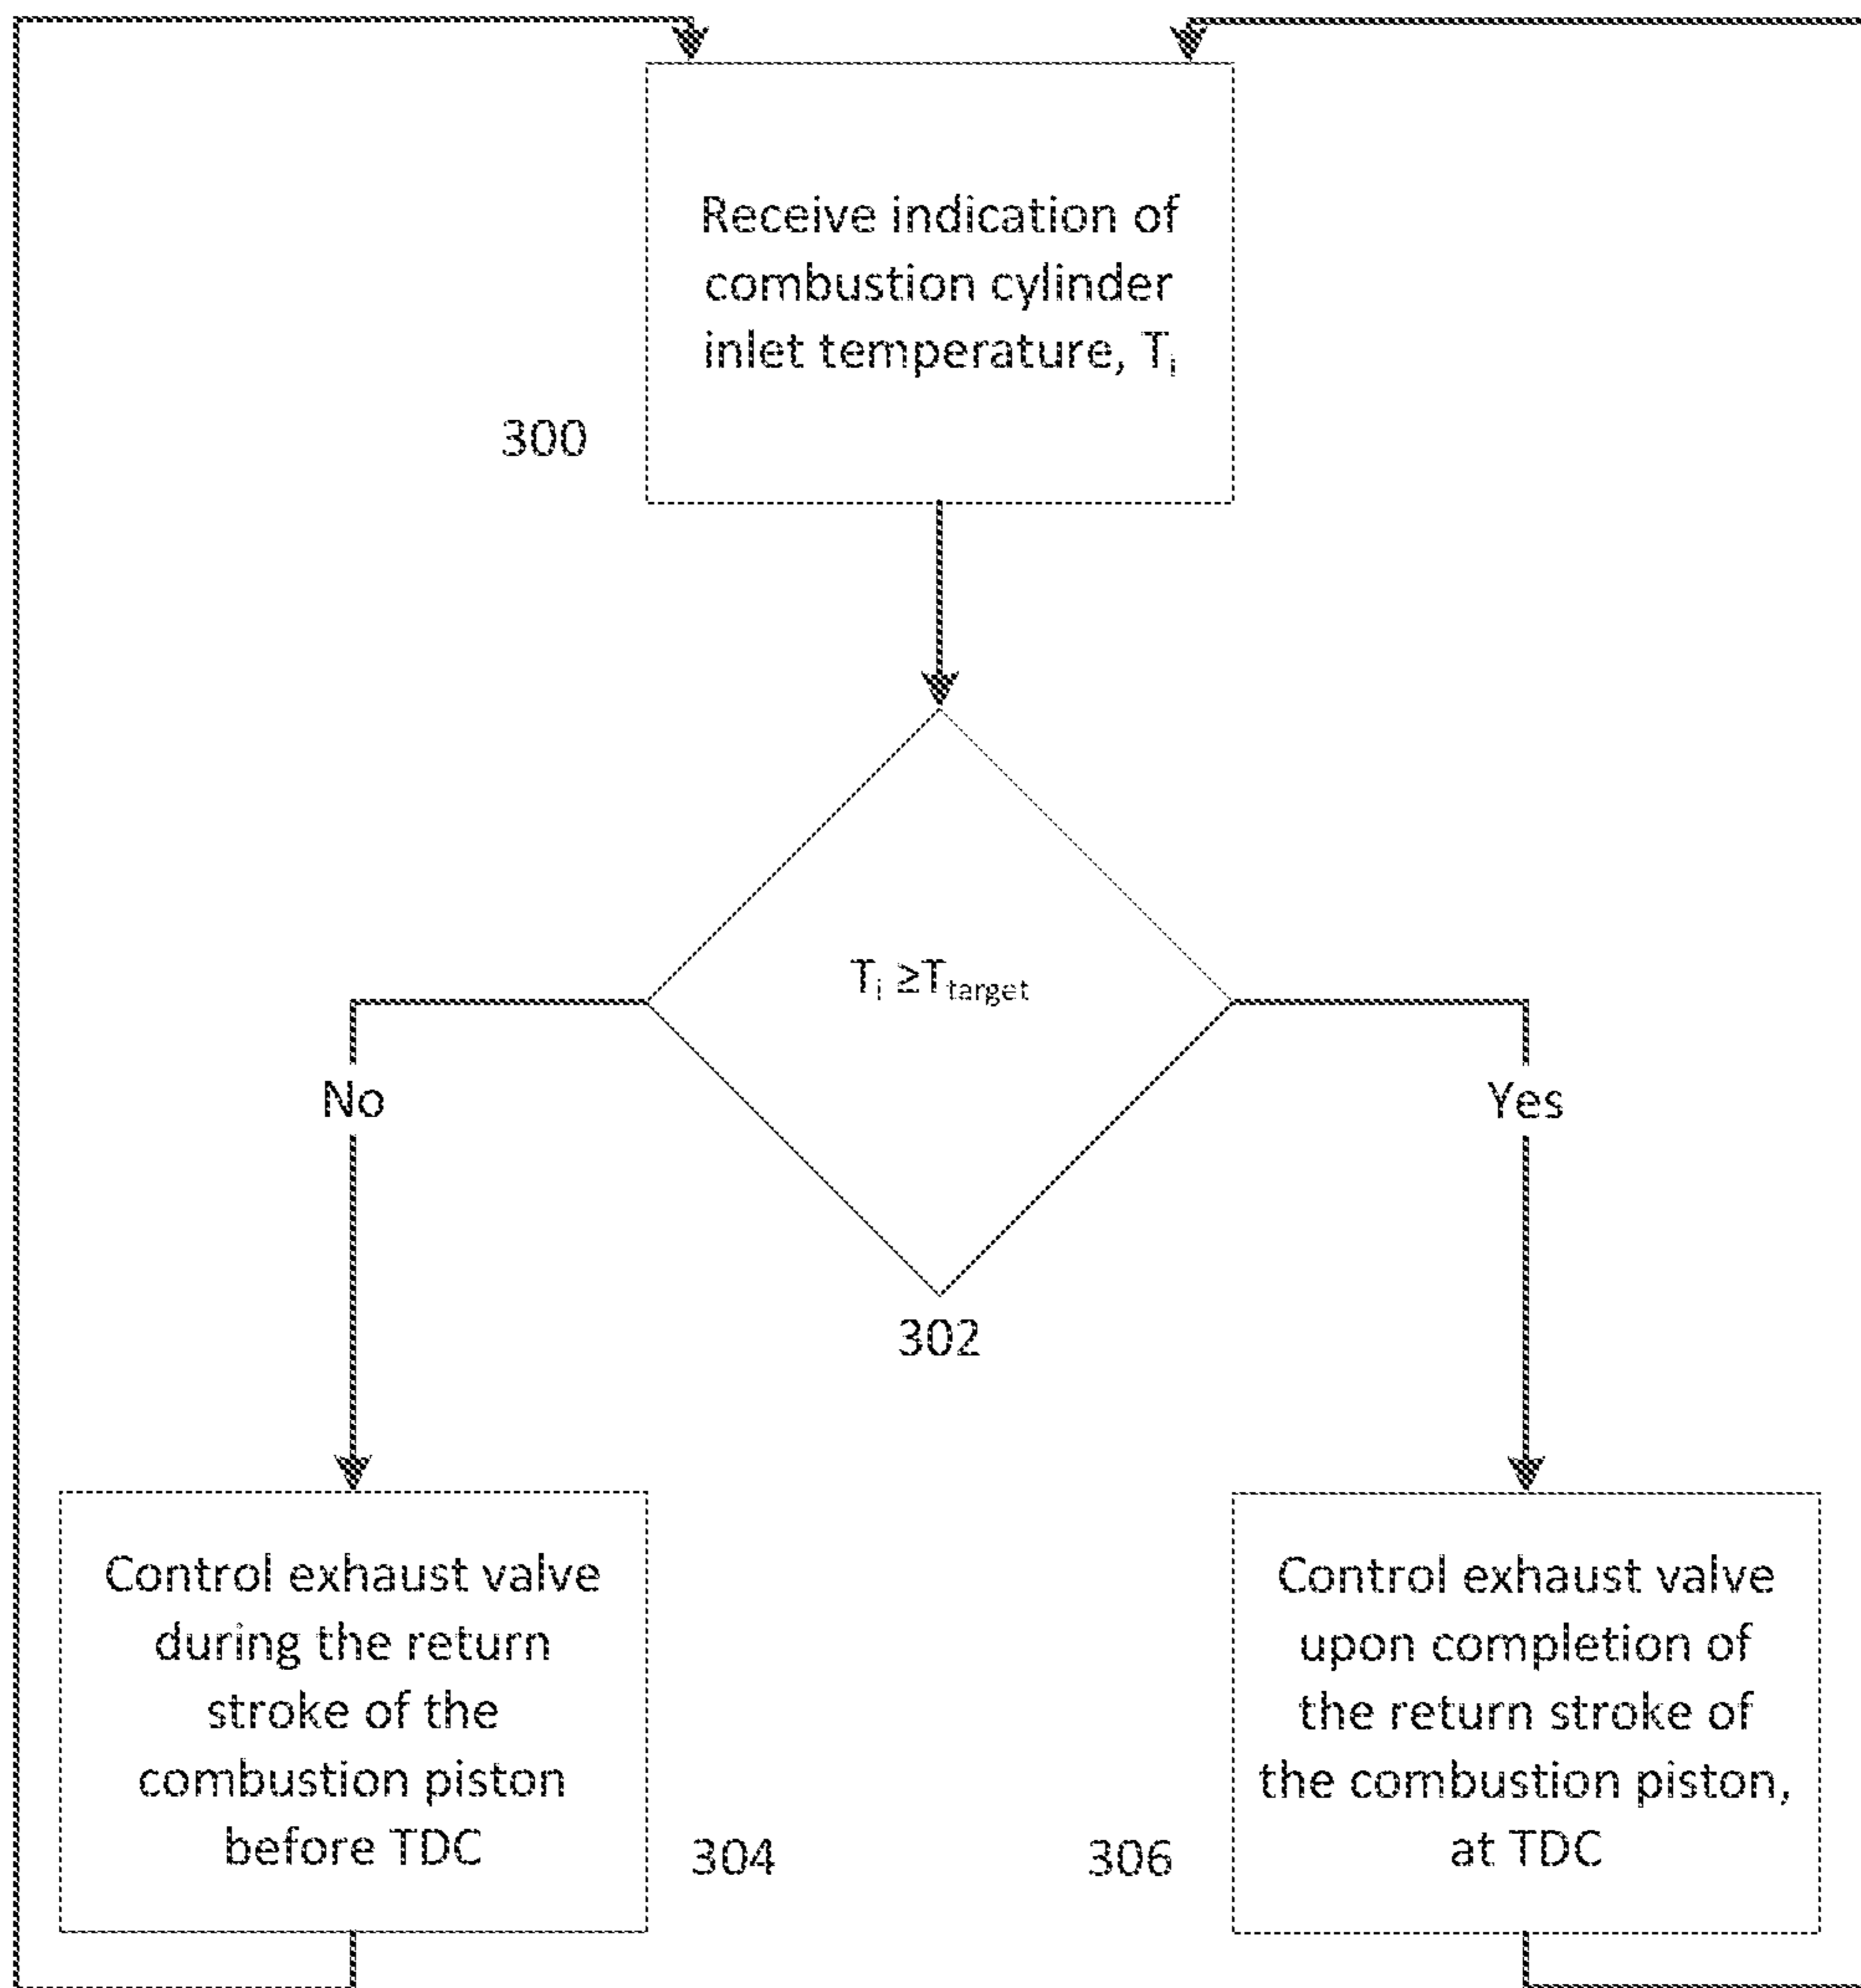 Receive indication of
combustion cylinder
inlet temperature, Tᵢ
300
Tᵢ ≥T_target
No
Yes
302
Control exhaust valve
during the return
stroke of the
combustion piston
before TDC
304
Control exhaust valve
upon completion of
the return stroke of
the combustion piston,
at TDC
306